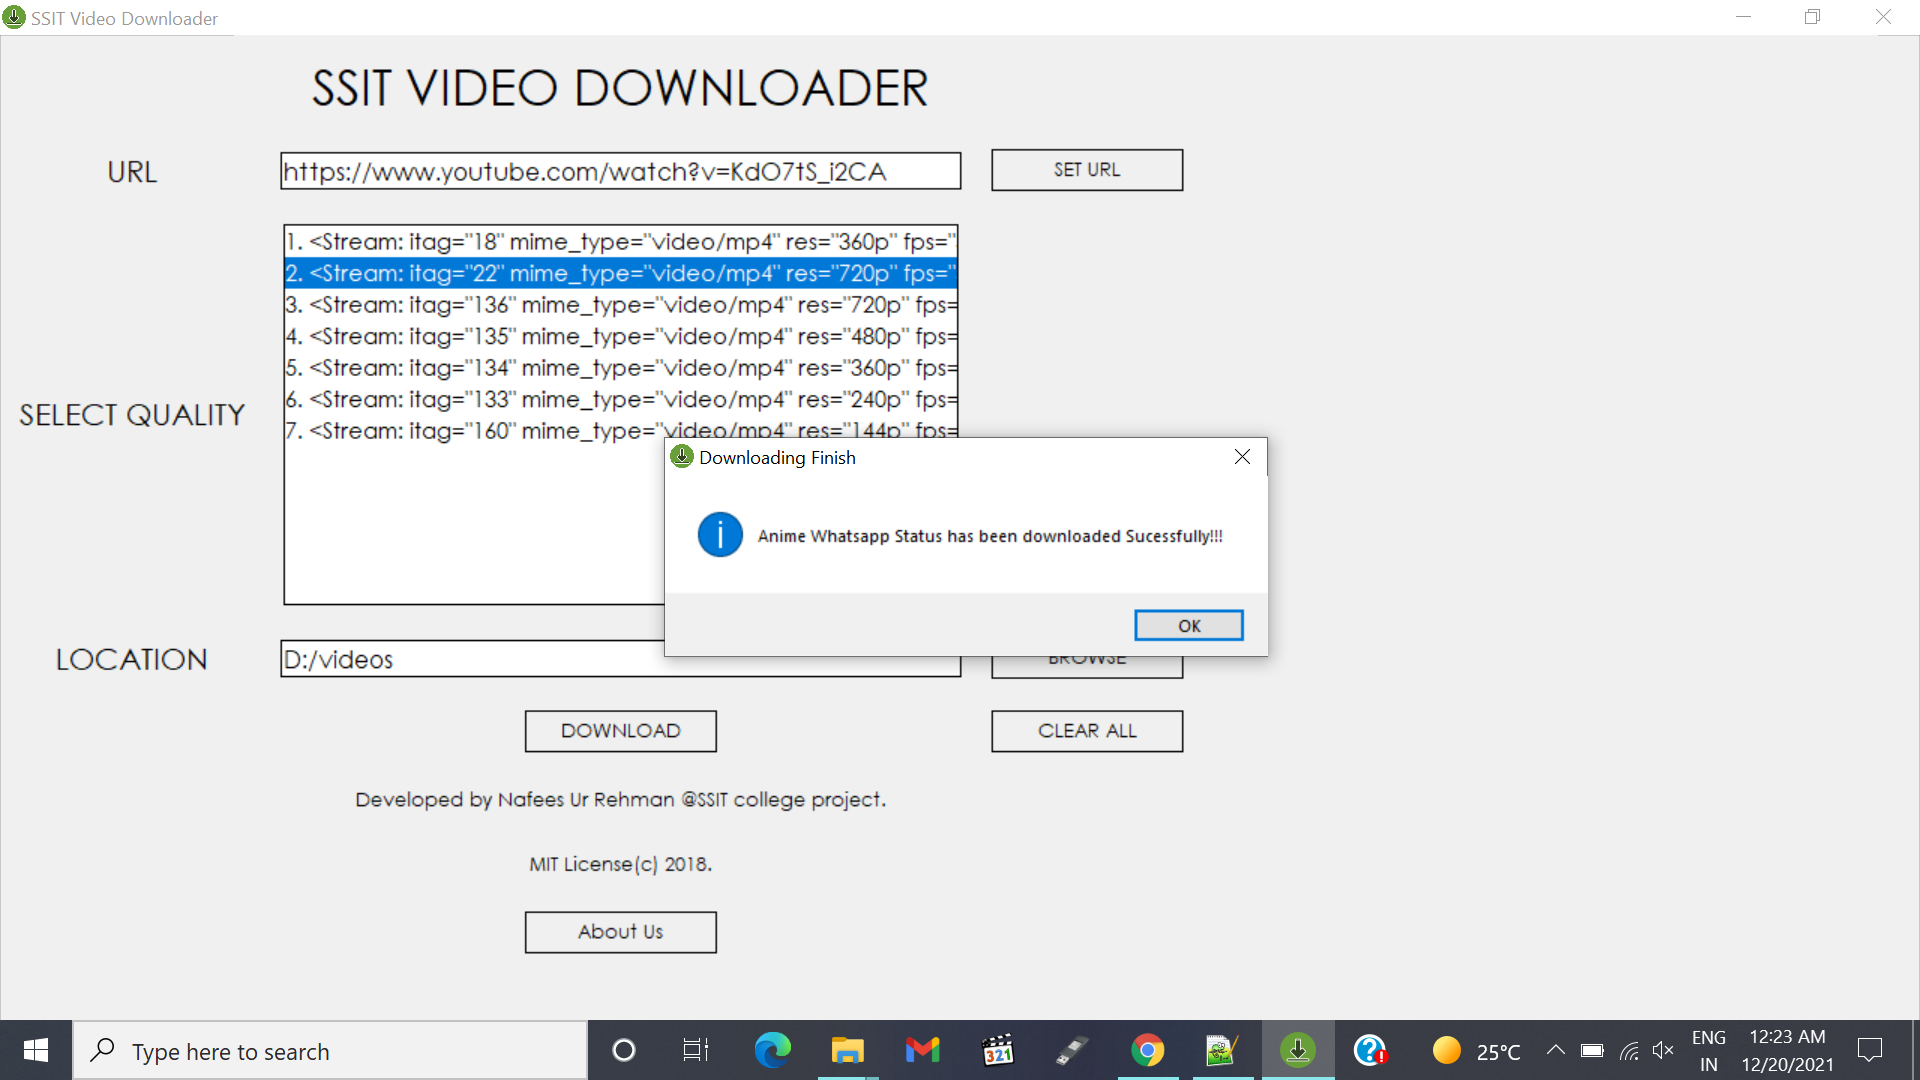 SSIT Video Downloader
SSIT VIDEO DOWNLOADER
URL
https://www.youtube.com/watch?v=KdO7tS_i2CA
SET URL
1. <Stream: itag="18" mime_type="video/mp4" res="360p" fps="
2. <Stream: itag="22" mime_type="video/mp4" res="720p" fps="
3. <Stream: itag="136" mime_type="video/mp4" res="720p" fps=
4. <Stream: itag="135" mime_type="video/mp4" res="480p" fps=
5. <Stream: itag="134" mime_type="video/mp4" res="360p" fps=
6. <Stream: itag="133" mime_type="video/mp4" res="240p" fps=
7. <Stream: itag="160" mime_type="video/mp4" res="144p" fps=
SELECT QUALITY
Downloading Finish
Anime Whatsapp Status has been downloaded Sucessfully!!!
OK
LOCATION
D:/videos
BROWSE
DOWNLOAD
CLEAR ALL
Developed by Nafees Ur Rehman @SSIT college project.
MIT License(c) 2018.
About Us
Type here to search
321
25°C
ENG
IN
12:23 AM
12/20/2021